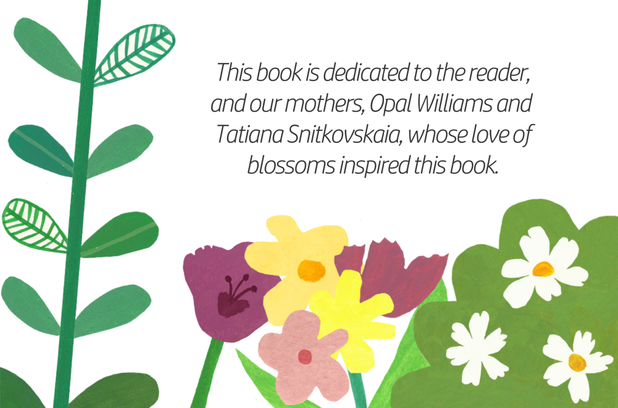 This book is dedicated to the reader,
and our mothers, Opal Williams and
Tatiana Snitkovskaia, whose love of
blossoms inspired this book.